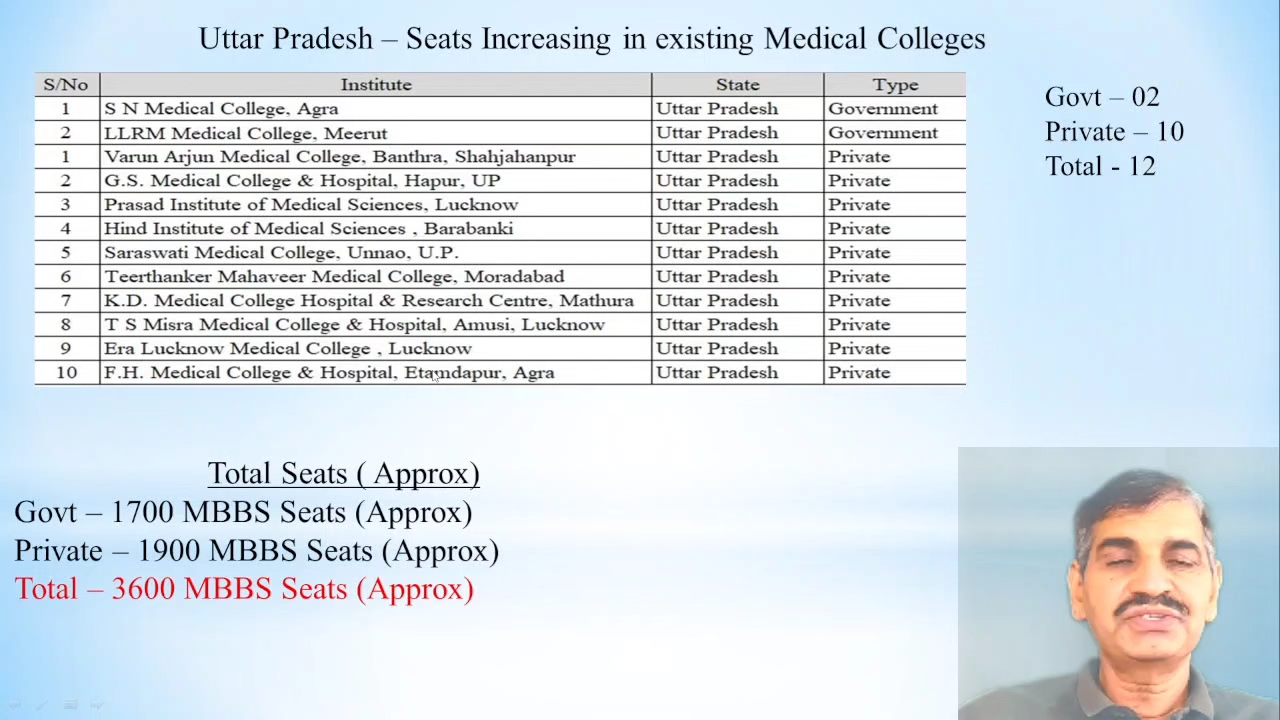 Uttar Pradesh – Seats Increasing in existing Medical Colleges
S/No Institute State Type
1 S N Medical College, Agra Uttar Pradesh Government
2 LLRM Medical College, Meerut Uttar Pradesh Government
1 Varun Arjun Medical College, Banthra, Shahjahanpur Uttar Pradesh Private
2 G.S. Medical College & Hospital, Hapur, UP Uttar Pradesh Private
3 Prasad Institute of Medical Sciences, Lucknow Uttar Pradesh Private
4 Hind Institute of Medical Sciences , Barabanki Uttar Pradesh Private
5 Saraswati Medical College, Unnao, U.P. Uttar Pradesh Private
6 Teerthanker Mahaveer Medical College, Moradabad Uttar Pradesh Private
7 K.D. Medical College Hospital & Research Centre, Mathura Uttar Pradesh Private
8 T S Misra Medical College & Hospital, Amusi, Lucknow Uttar Pradesh Private
9 Era Lucknow Medical College , Lucknow Uttar Pradesh Private
10 F.H. Medical College & Hospital, Etamdapur, Agra Uttar Pradesh Private
Govt – 02
Private – 10
Total - 12
Total Seats ( Approx)
Govt – 1700 MBBS Seats (Approx)
Private – 1900 MBBS Seats (Approx)
Total – 3600 MBBS Seats (Approx)